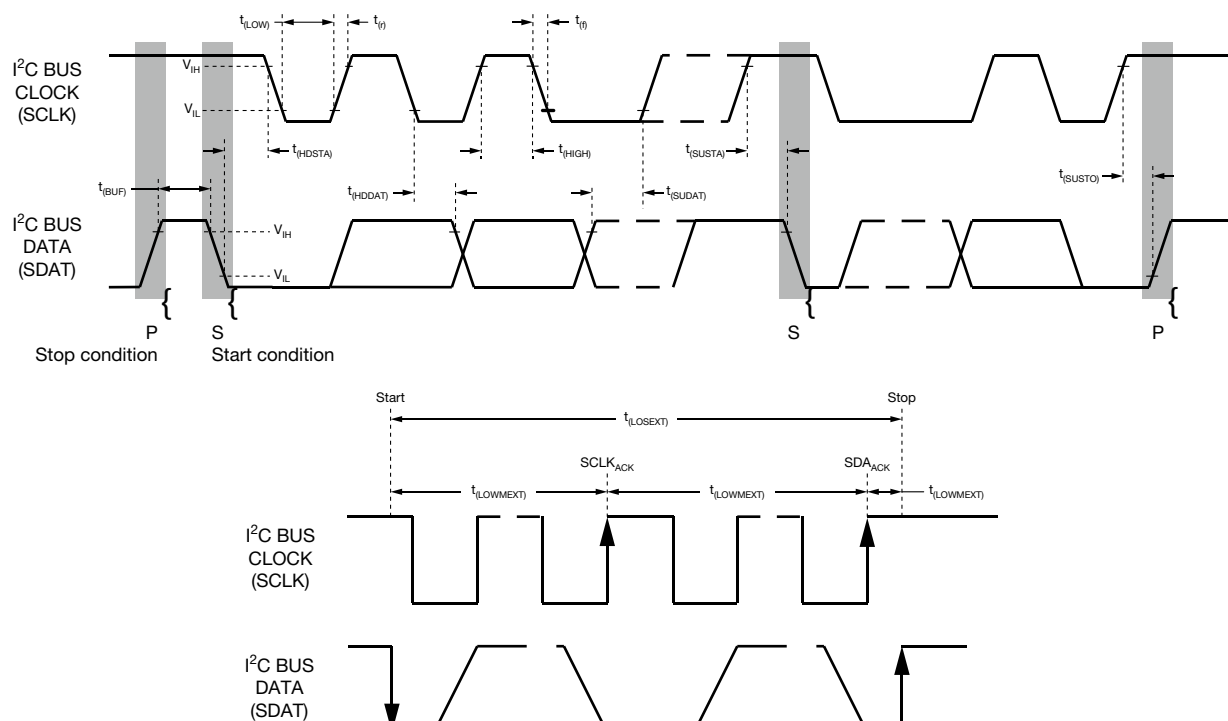 t(LOW) t(r) t(f)
I²C BUS
CLOCK
(SCLK)
VIH
VIL
t(HDSTA) t(HIGH) t(SUSTA)
t(BUF) t(HDDAT) t(SUDAT) t(SUSTO)
I²C BUS
DATA
(SDAT)
VIH
VIL
{ { { {
P S S P
Stop condition Start condition
Start Stop
t(LOSEXT)
SCLKACK SDAACK
t(LOWMEXT) t(LOWMEXT) t(LOWMEXT)
I²C BUS
CLOCK
(SCLK)
I²C BUS
DATA
(SDAT)